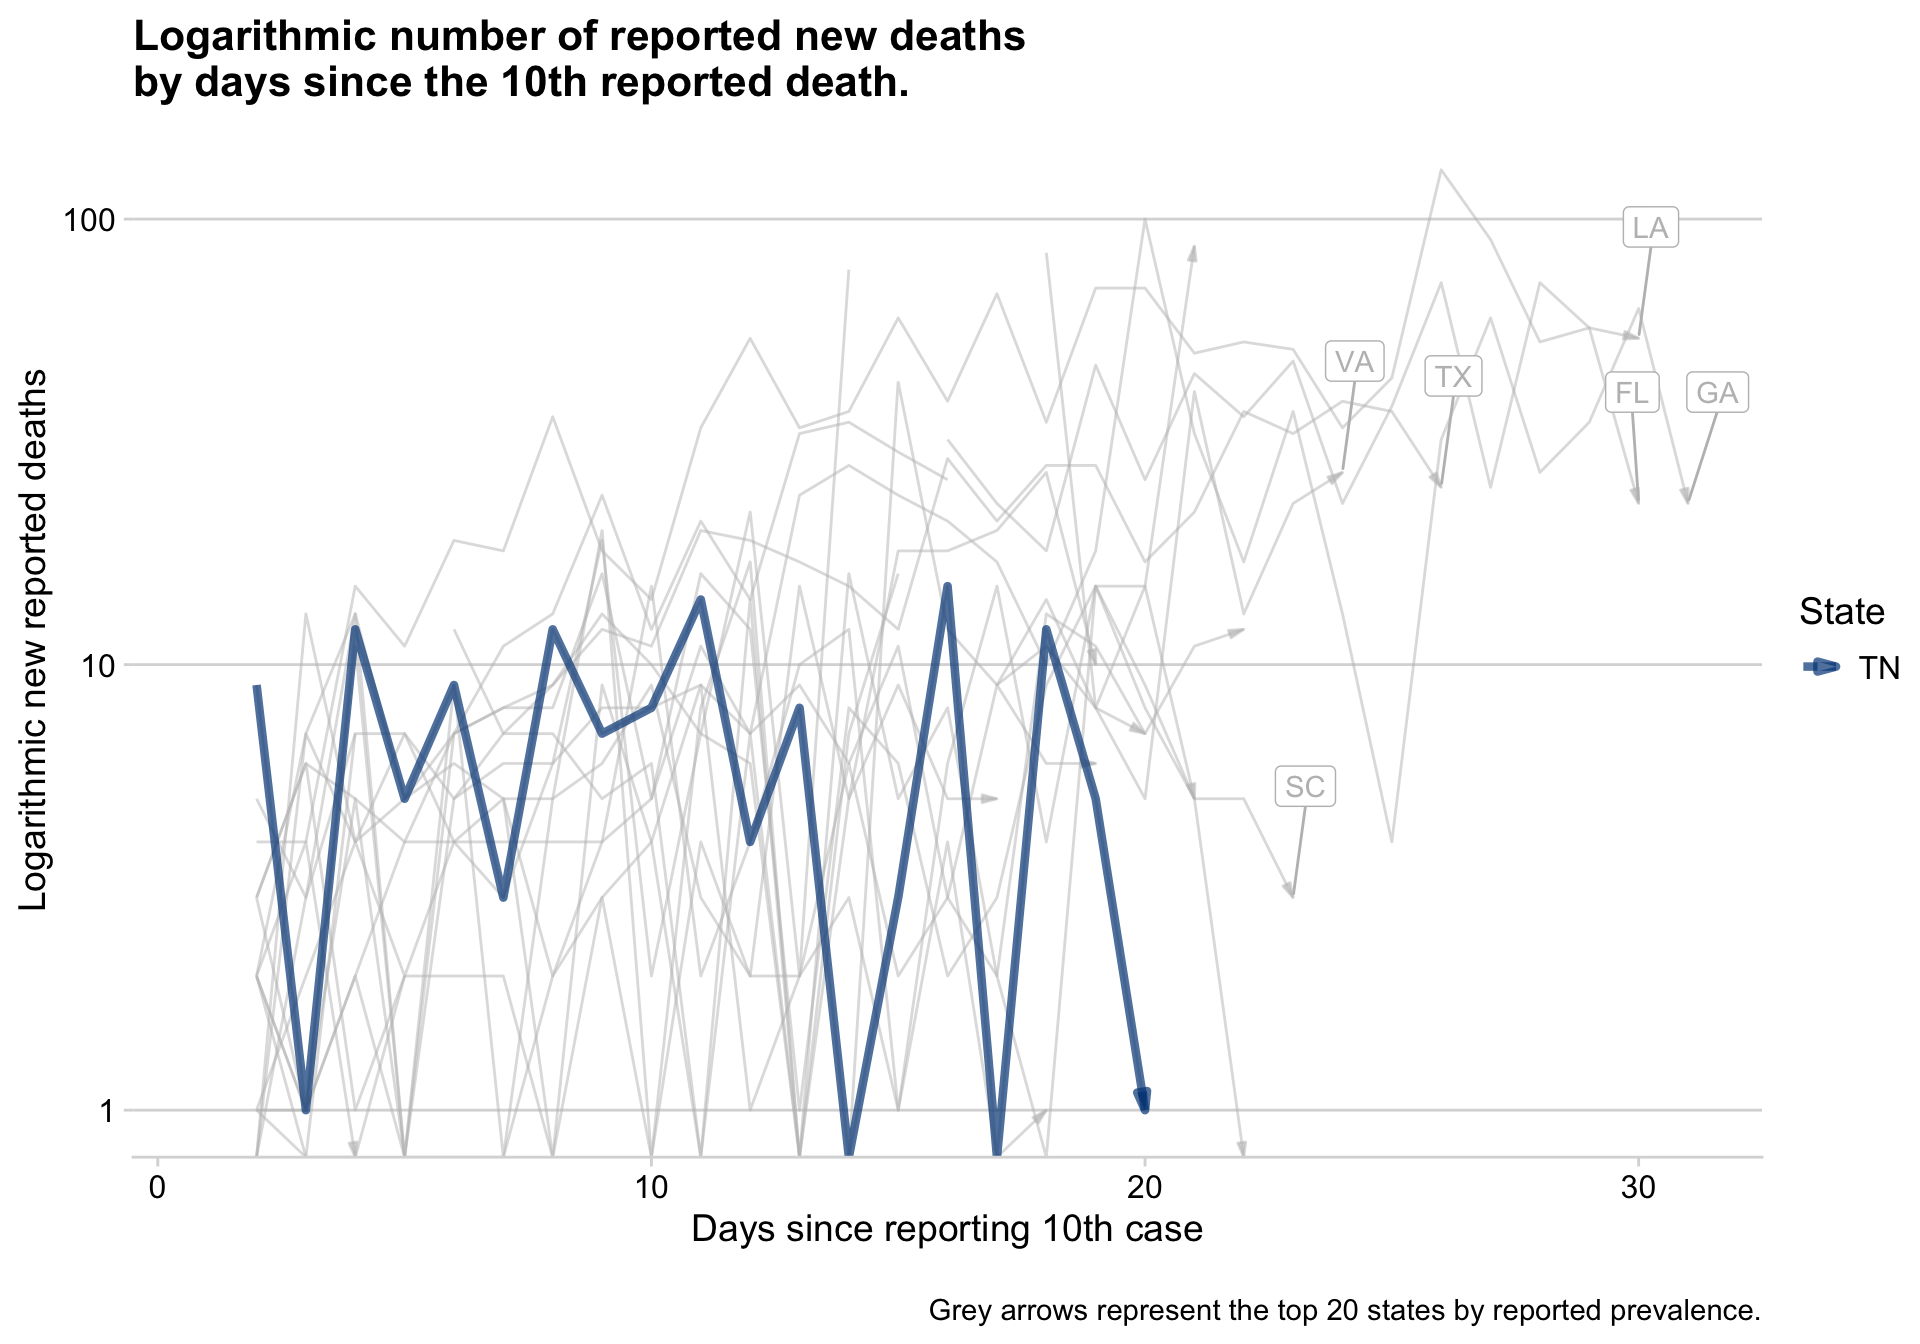 Logarithmic number of reported new deaths
by days since the 10th reported death.
Logarithmic new reported deaths
100
10
1
LA
VA
TX
FL
GA
SC
State
TN
0
10
20
30
Days since reporting 10th case
Grey arrows represent the top 20 states by reported prevalence.